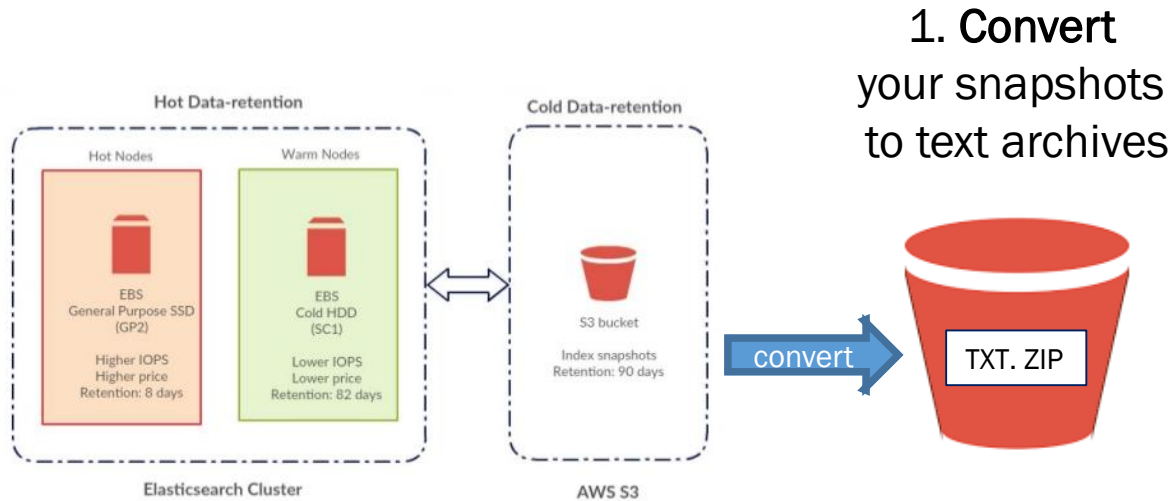 1. Convert
your snapshots
to text archives
Hot Data-retention
Hot Nodes
EBS
General Purpose SSD
(GP2)
Higher IOPS
Higher price
Retention: 8 days
Warm Nodes
EBS
Cold HDD
(SC1)
Lower IOPS
Lower price
Retention: 82 days
Elasticsearch Cluster
Cold Data-retention
S3 bucket
Index snapshots
Retention: 90 days
AWS S3
convert
TXT. ZIP